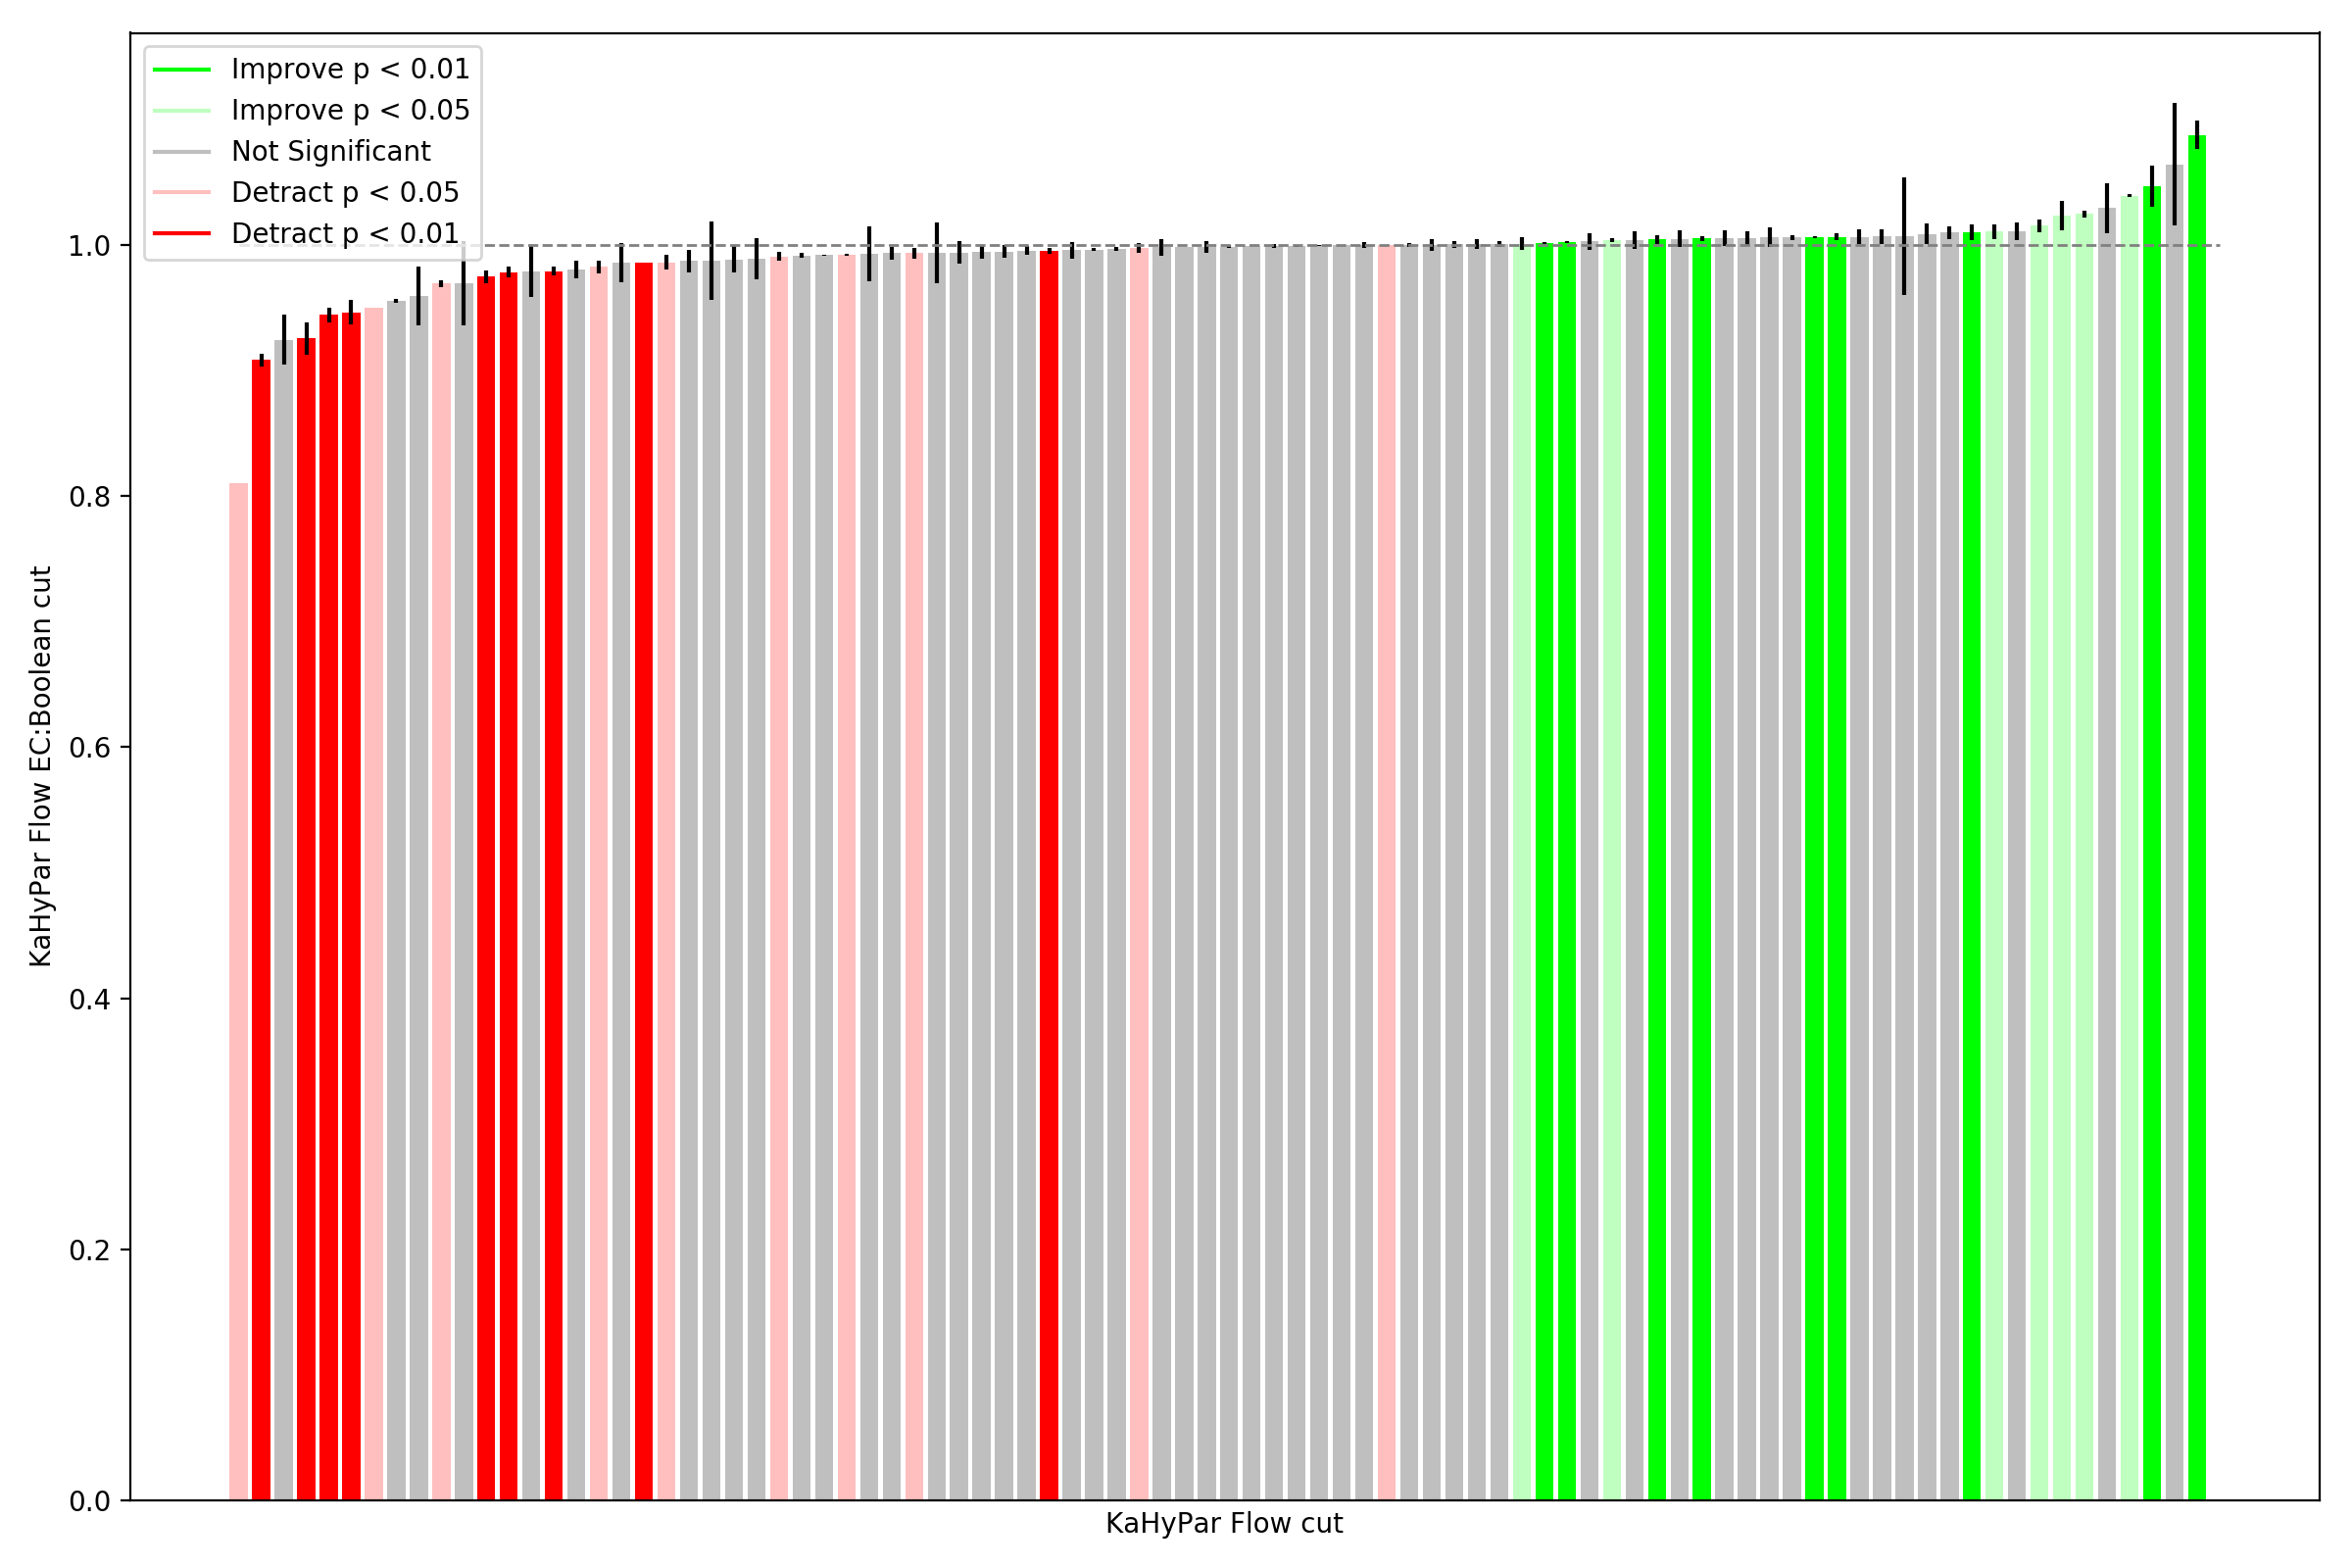 Improve p < 0.01
Improve p < 0.05
Not Significant
Detract p < 0.05
Detract p < 0.01
1.0
0.8
0.6
0.4
0.2
0.0
KaHyPar Flow EC:Boolean cut
KaHyPar Flow cut